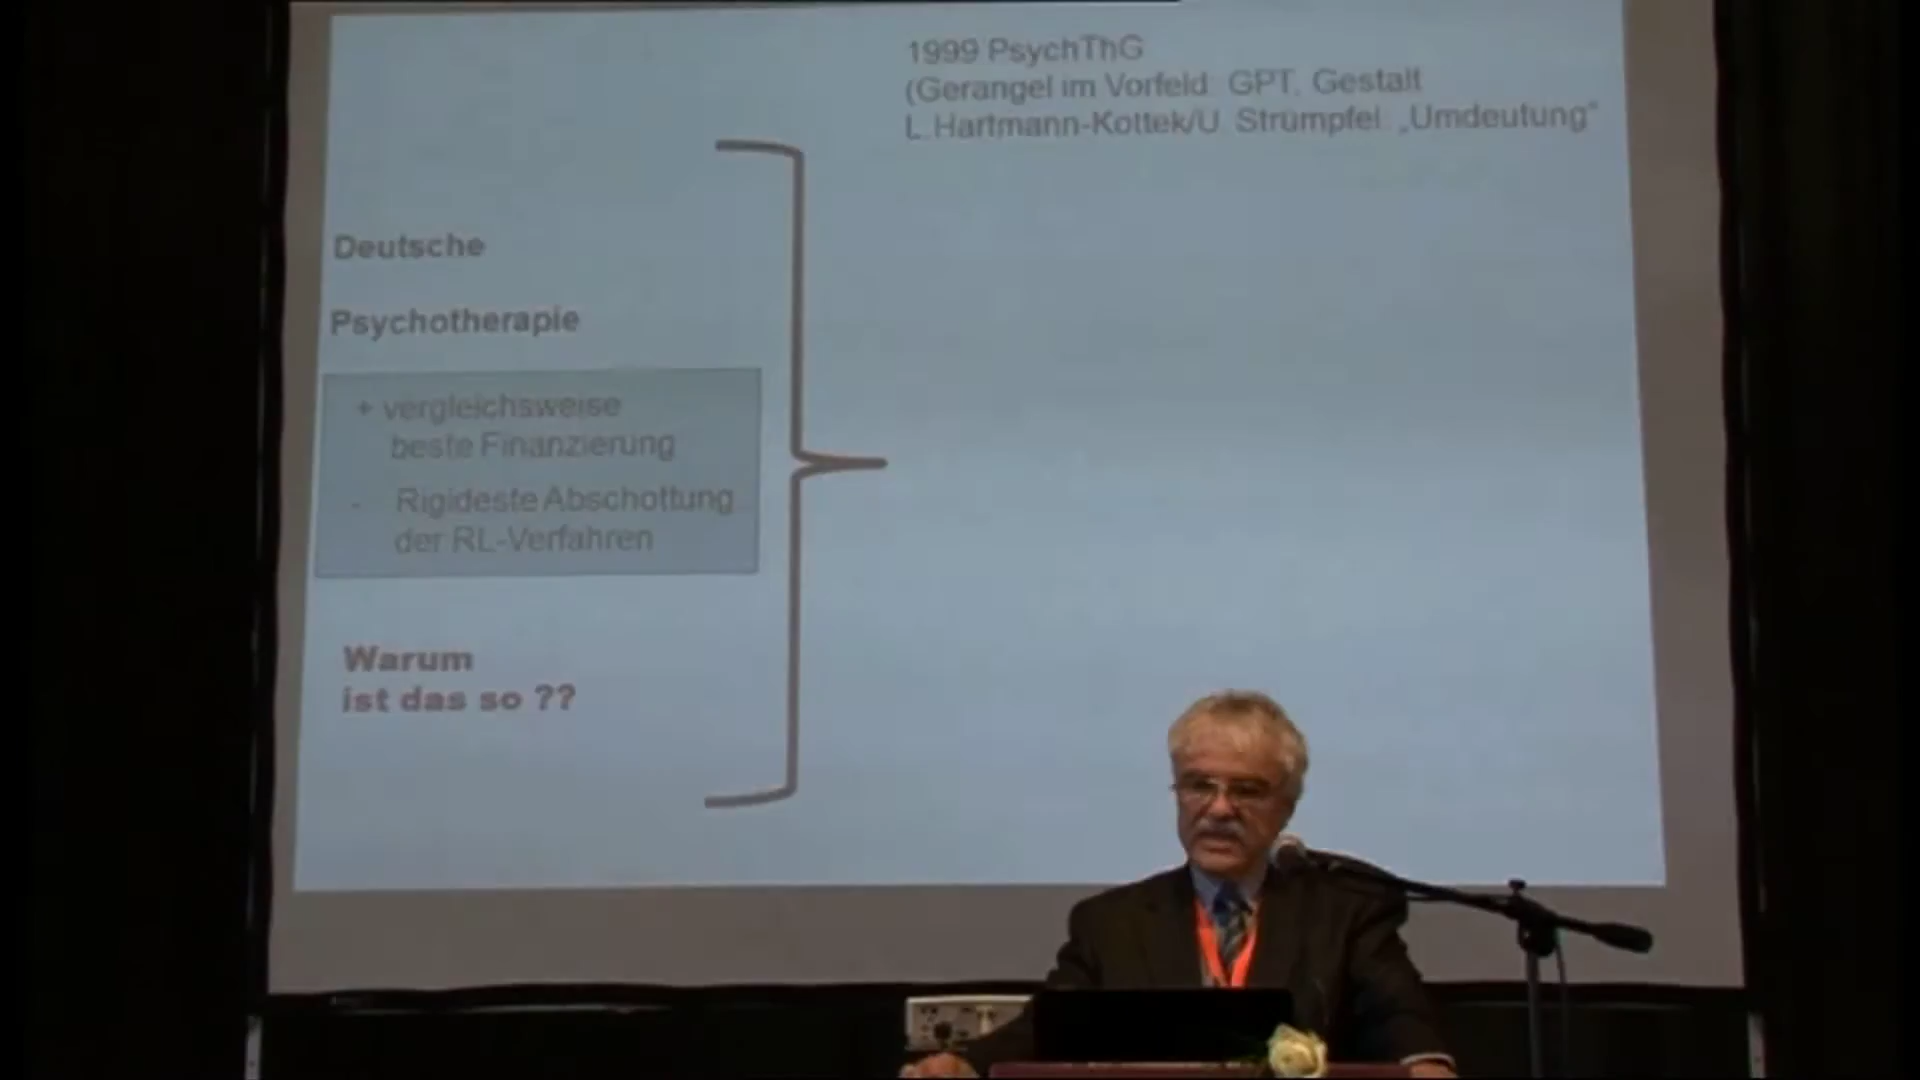 1999 PsychThG
(Gerangel im Vorfeld: GPT, Gestalt
L.Hartmann-Kottek/U. Strümpfel: „Umdeutung“
Deutsche
Psychotherapie
+ vergleichsweise
beste Finanzierung
- Rigideste Abschottung
der RL-Verfahren
Warum
ist das so ??